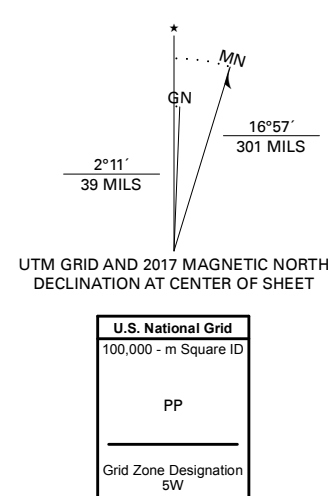 ★
MN
GN
16°57´
301 MILS
2°11´
39 MILS
UTM GRID AND 2017 MAGNETIC NORTH
DECLINATION AT CENTER OF SHEET
U.S. National Grid
100,000 - m Square ID
PP
Grid Zone Designation
5W